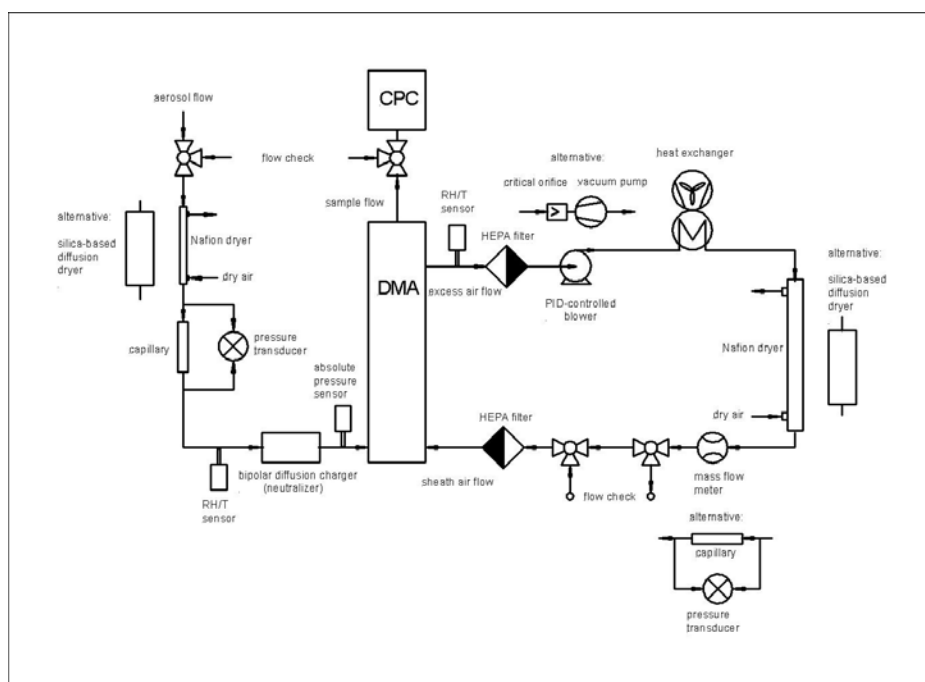 CPC
aerosol flow
flow check
sample flow
alternative:
silica-based
diffusion
dryer
Nafion dryer
dry air
capillary
pressure
transducer
absolute
pressure
sensor
bipolar diffusion charger
(neutralizer)
RH/T
sensor
DMA
RH/T
sensor
excess air flow
HEPA filter
alternative:
critical orifice
vacuum pump
PID-controlled
blower
heat exchanger
alternative:
silica-based
diffusion
dryer
Nafion dryer
dry air
mass flow
meter
flow check
HEPA filter
sheath air flow
alternative:
capillary
pressure
transducer